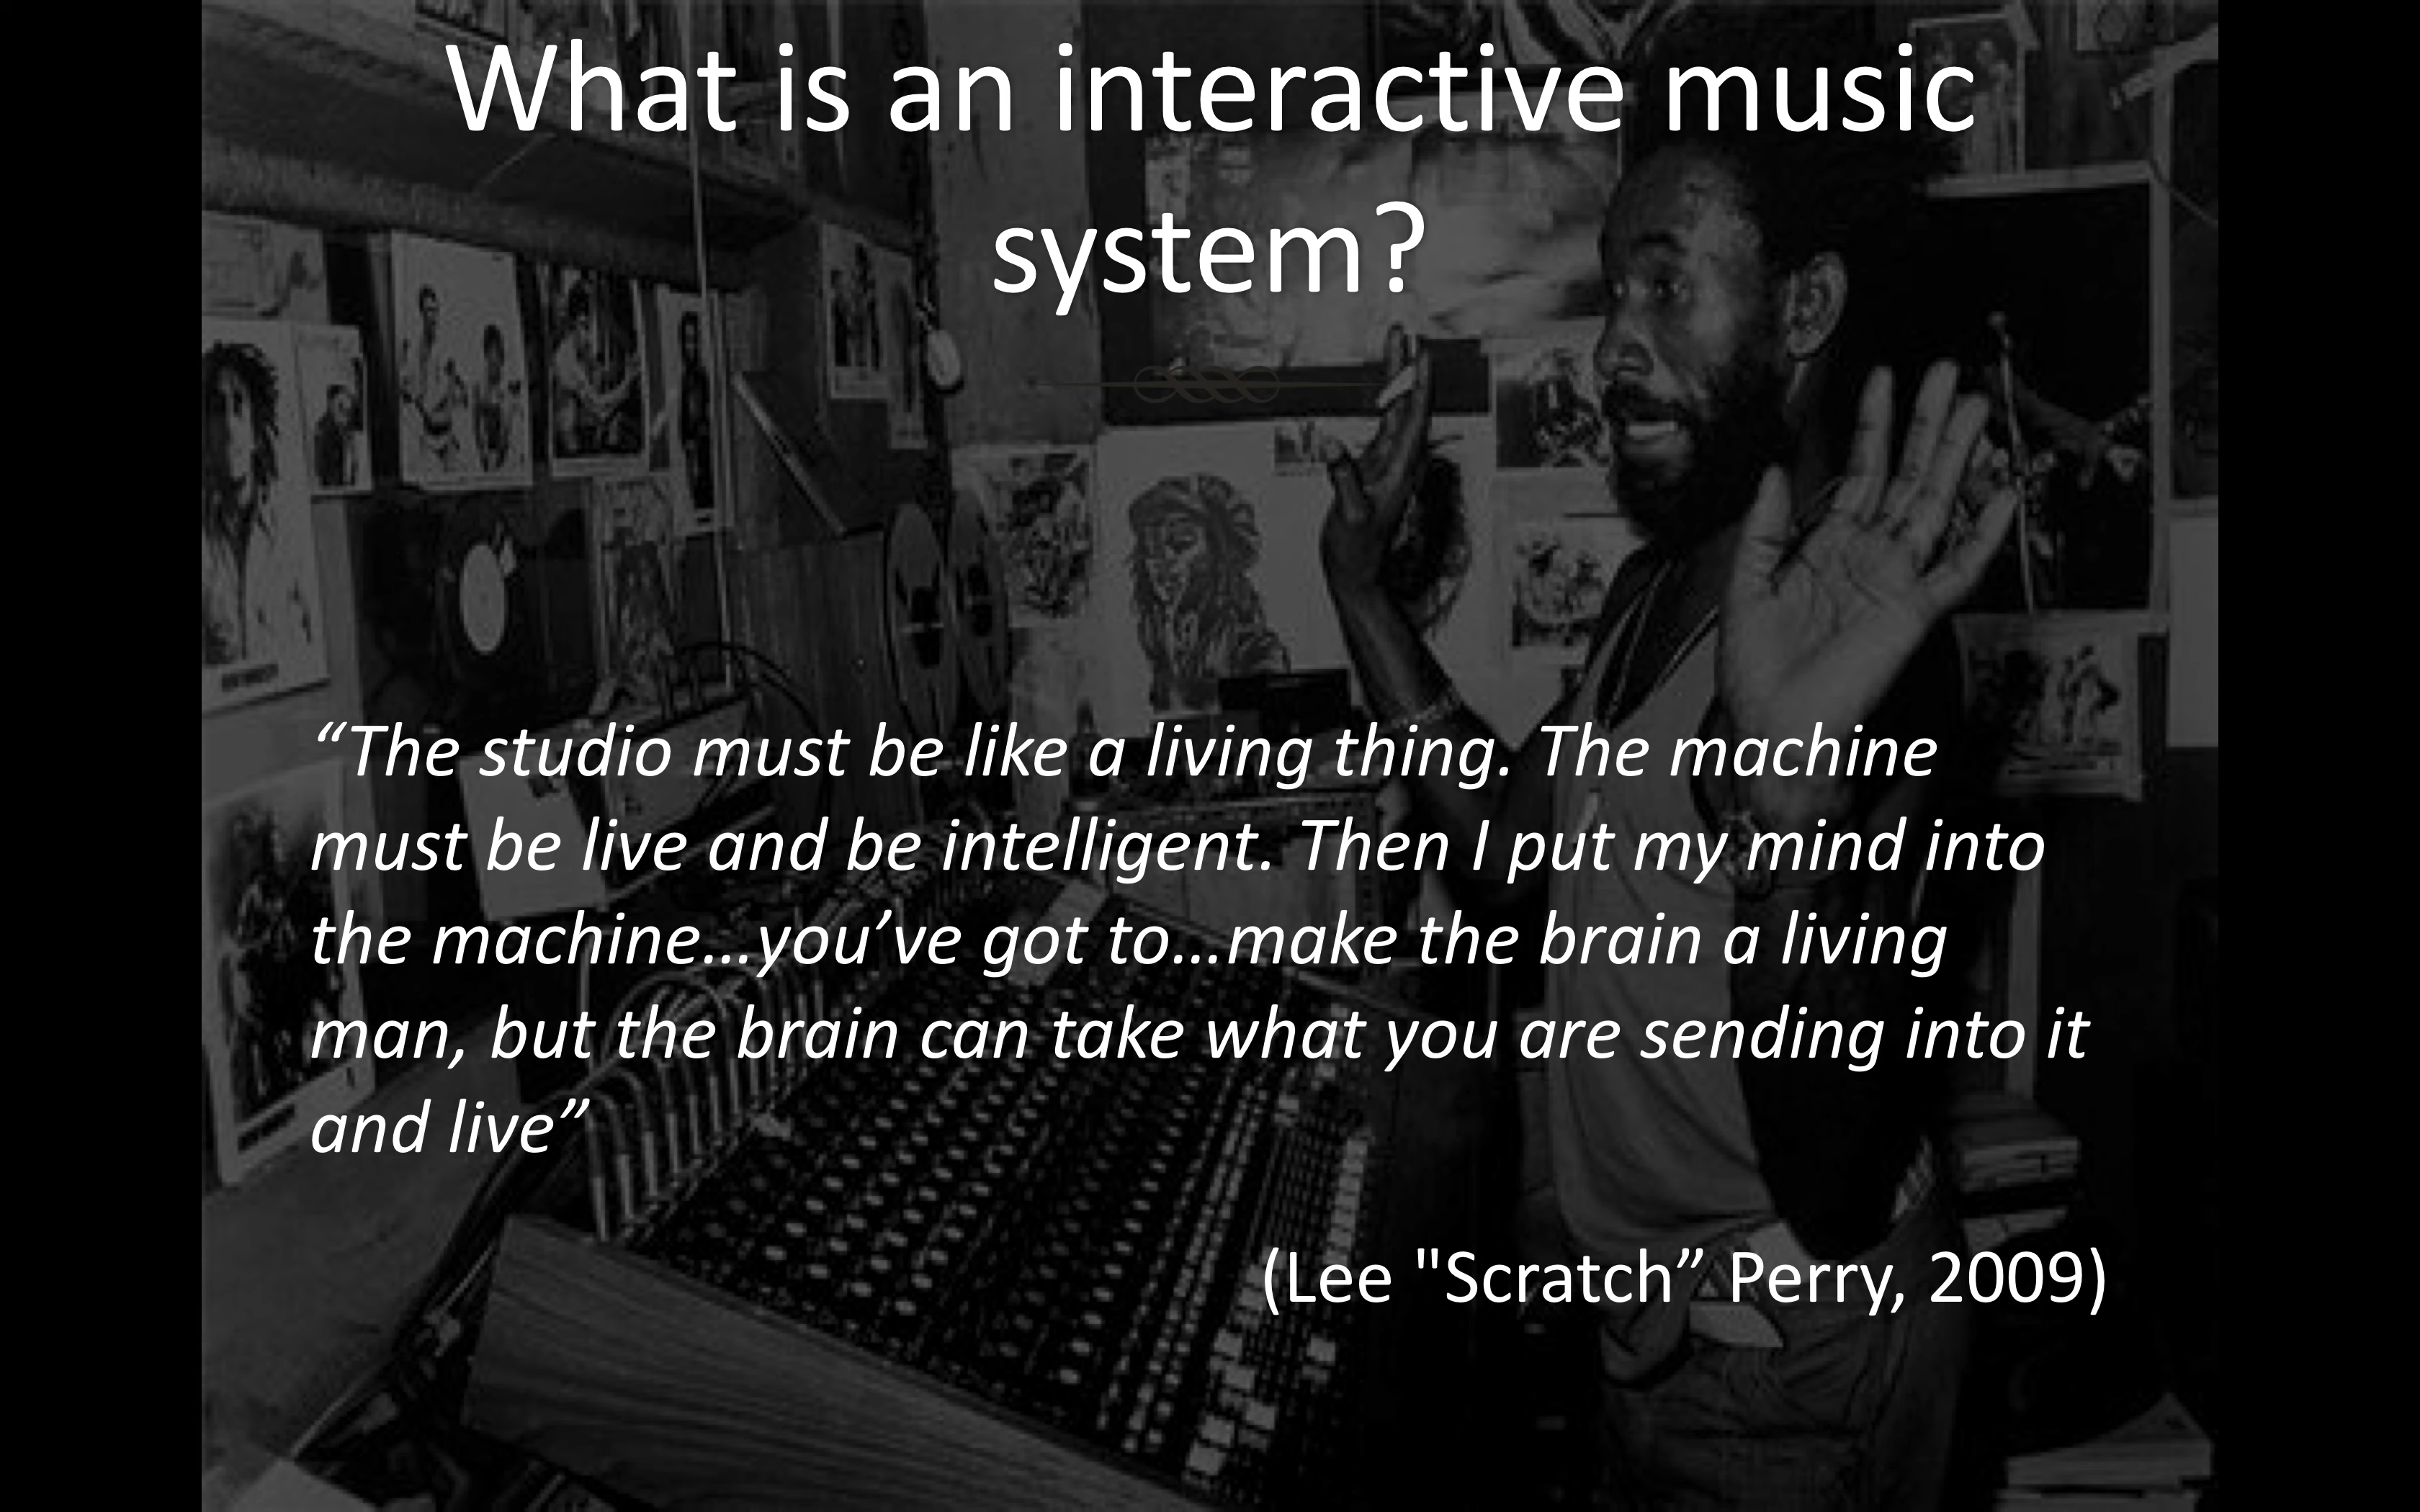 What is an interactive music
system?
“The studio must be like a living thing. The machine
must be live and be intelligent. Then I put my mind into
the machine…you’ve got to…make the brain a living
man, but the brain can take what you are sending into it
and live”
(Lee "Scratch” Perry, 2009)